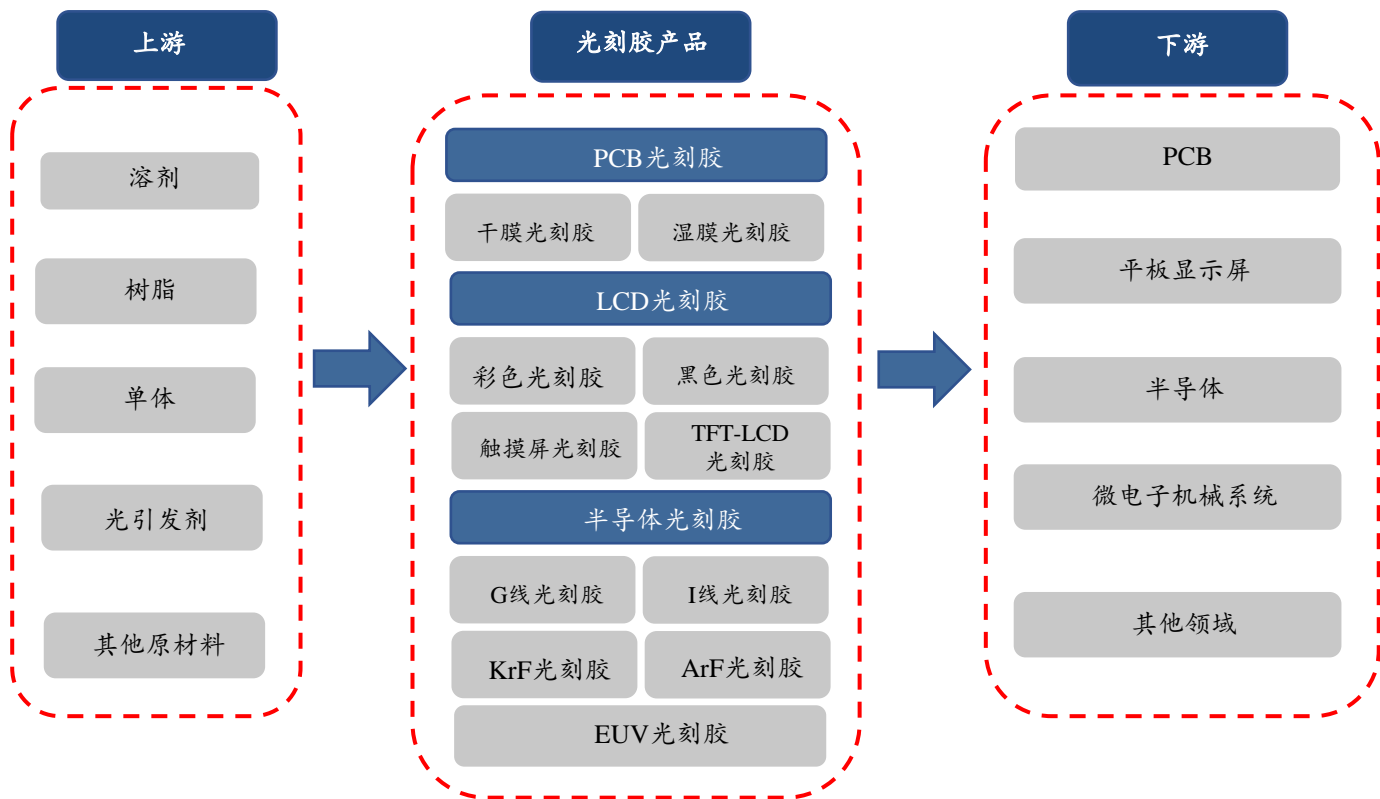 上游
溶剂
树脂
单体
光引发剂
其他原材料
光刻胶产品
PCB光刻胶
干膜光刻胶
湿膜光刻胶
LCD光刻胶
彩色光刻胶
黑色光刻胶
触摸屏光刻胶
TFT-LCD
光刻胶
半导体光刻胶
G线光刻胶
I线光刻胶
KrF光刻胶
ArF光刻胶
EUV光刻胶
下游
PCB
平板显示屏
半导体
微电子机械系统
其他领域